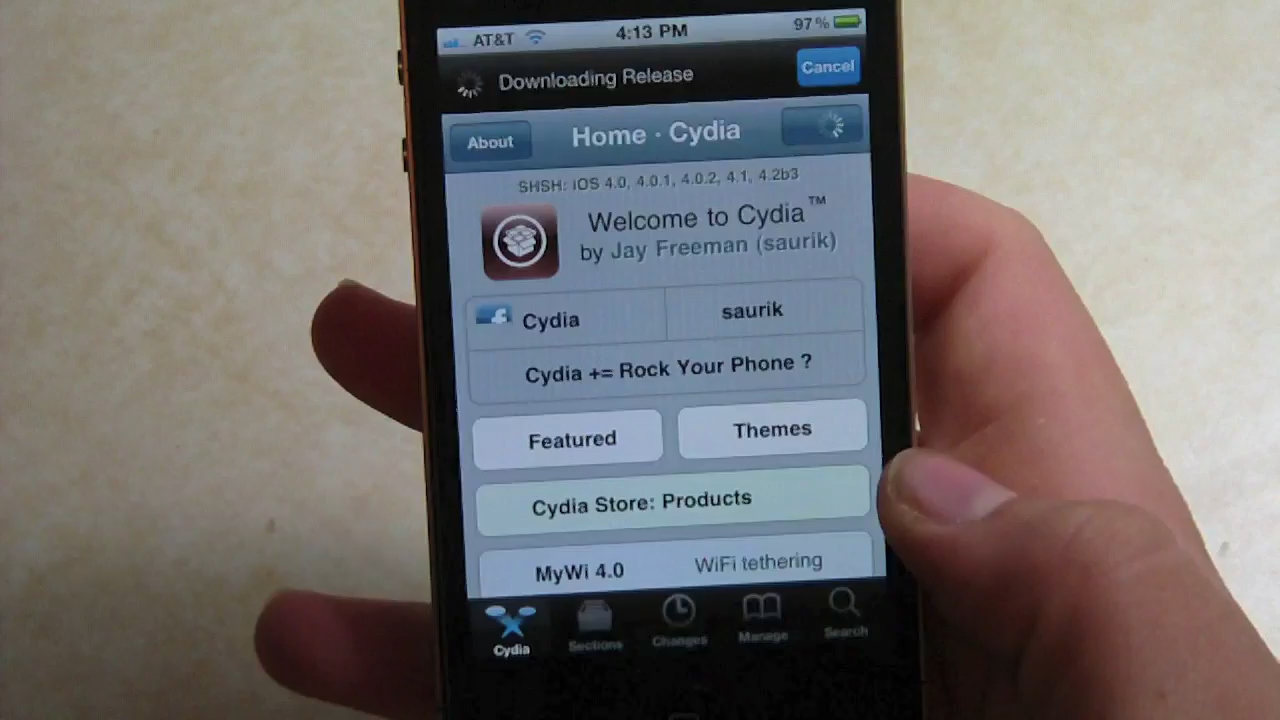 AT&T 4:13 PM 97%
Downloading Release Cancel
About Home · Cydia
SHSH: iOS 4.0, 4.0.1, 4.0.2, 4.1, 4.2b3
Welcome to Cydia™
by Jay Freeman (saurik)
f Cydia saurik
Cydia += Rock Your Phone ?
Featured Themes
Cydia Store: Products
MyWi 4.0 WiFi tethering
Cydia Sections Changes Manage Search